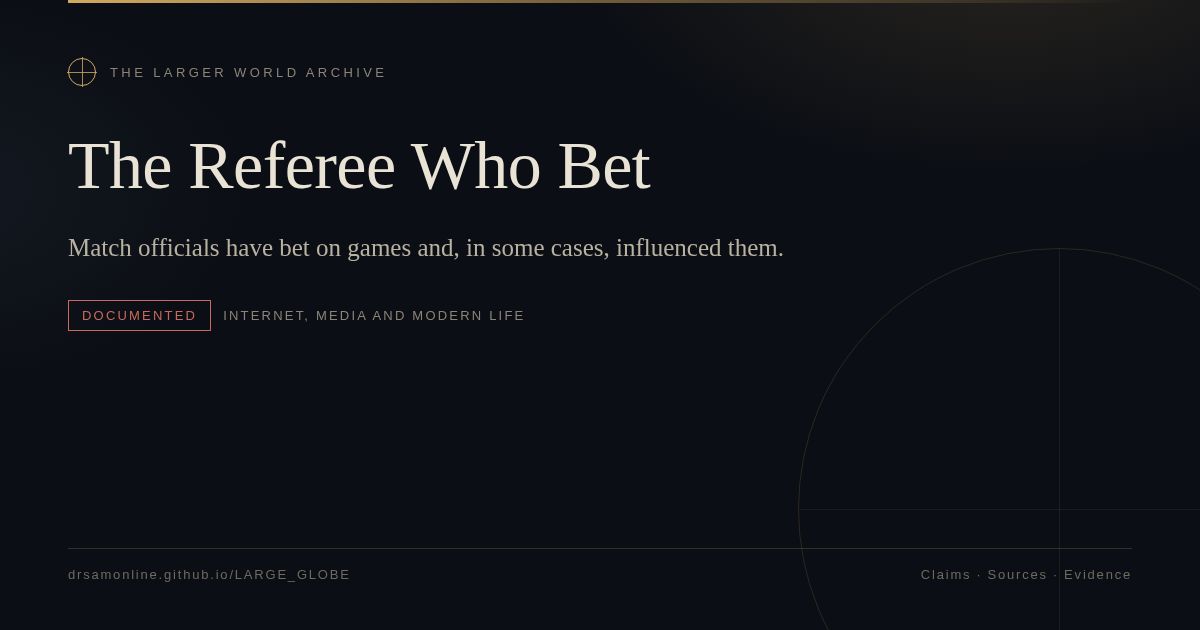 THE LARGER WORLD ARCHIVE
The Referee Who Bet
Match officials have bet on games and, in some cases, influenced them.
DOCUMENTED INTERNET, MEDIA AND MODERN LIFE
drsamonline.github.io/LARGE_GLOBE
Claims · Sources · Evidence